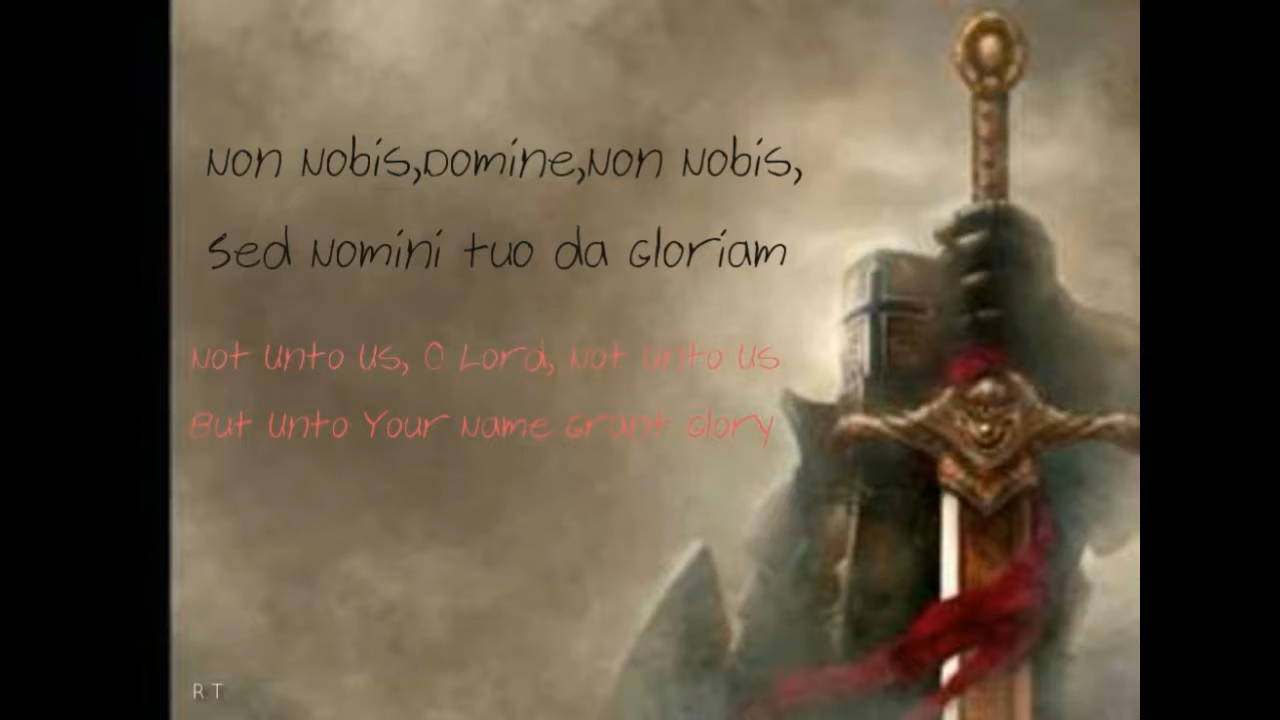 Non Nobis,Domine,Non Nobis,
Sed Nomini Tuo da Gloriam
Not Unto Us, O Lord, Not Unto Us
But Unto Your Name Grant Glory
R.T